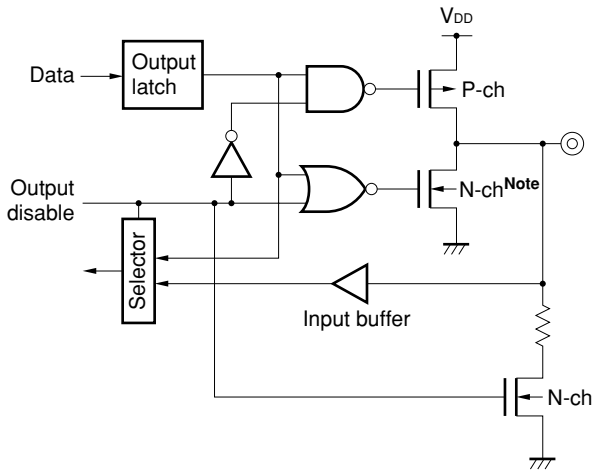 VDD
Data
Output
latch
P-ch
Output
disable
N-chNote
Selector
Input buffer
N-ch